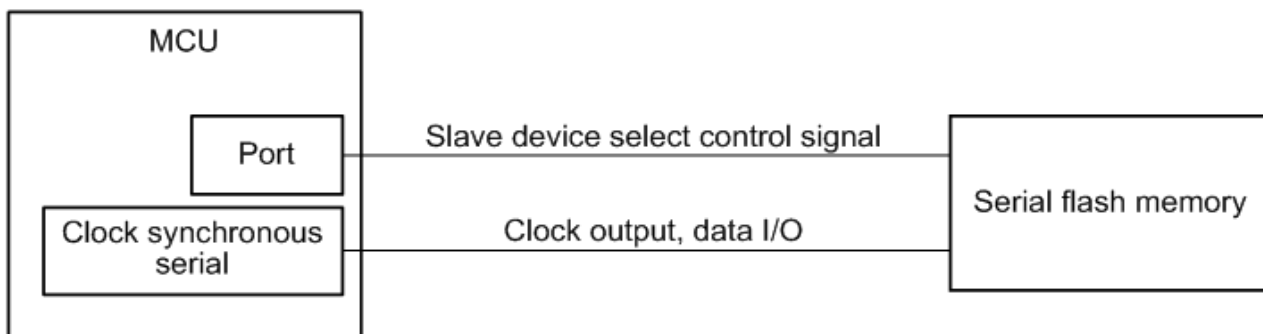 MCU
Port
Slave device select control signal
Serial flash memory
Clock synchronous
serial
Clock output, data I/O